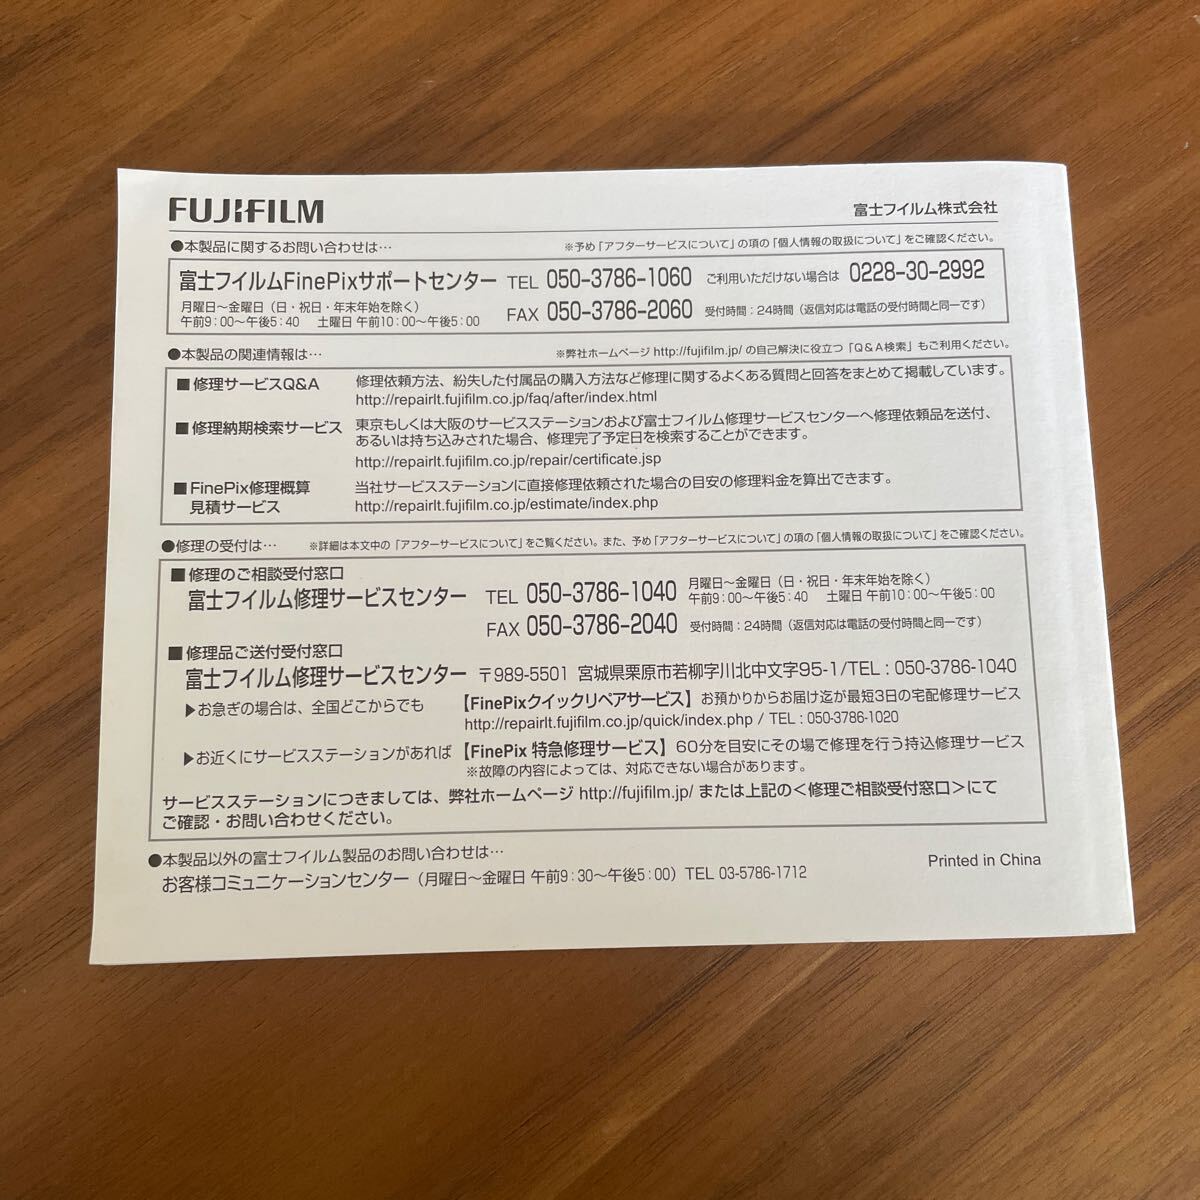 FUJIFILM
富士フイルム株式会社
●本製品に関するお問い合わせは…
※予め「アフターサービスについて」の項の「個人情報の取扱について」をご確認ください。
富士フイルムFinePixサポートセンター TEL 050-3786-1060 ご利用いただけない場合は 0228-30-2992
月曜日〜金曜日（日・祝日・年末年始を除く）
午前9：00〜午後5：40 土曜日 午前10：00〜午後5：00
FAX 050-3786-2060 受付時間：24時間（返信対応は電話の受付時間と同一です）
●本製品の関連情報は…
※弊社ホームページ http://fujifilm.jp/ の自己解決に役立つ「Q&A検索」もご利用ください。
■修理サービスQ&A 修理依頼方法、紛失した付属品の購入方法など修理に関するよくある質問と回答をまとめて掲載しています。
http://repairlt.fujifilm.co.jp/faq/after/index.html
■修理納期検索サービス 東京もしくは大阪のサービスステーションおよび富士フイルム修理サービスセンターへ修理依頼品を送付、
あるいは持ち込みされた場合、修理完了予定日を検索することができます。
http://repairlt.fujifilm.co.jp/repair/certificate.jsp
■FinePix修理概算 当社サービスステーションに直接修理依頼された場合の目安の修理料金を算出できます。
見積サービス http://repairlt.fujifilm.co.jp/estimate/index.php
●修理の受付は… ※詳細は本文中の「アフターサービスについて」をご覧ください。また、予め「アフターサービスについて」の項の「個人情報の取扱について」をご確認ください。
■修理のご相談受付窓口
富士フイルム修理サービスセンター TEL 050-3786-1040 月曜日〜金曜日（日・祝日・年末年始を除く）
午前9：00〜午後5：40 土曜日 午前10：00〜午後5：00
FAX 050-3786-2040 受付時間：24時間（返信対応は電話の受付時間と同一です）
■修理品ご送付受付窓口
富士フイルム修理サービスセンター 〒989-5501 宮城県栗原市若柳字川北中文字95-1/TEL：050-3786-1040
▶お急ぎの場合は、全国どこからでも 【FinePixクイックリペアサービス】お預かりからお届け迄が最短3日の宅配修理サービス
http://repairlt.fujifilm.co.jp/quick/index.php / TEL：050-3786-1020
▶お近くにサービスステーションがあれば 【FinePix 特急修理サービス】60分を目安にその場で修理を行う持込修理サービス
※故障の内容によっては、対応できない場合があります。
サービスステーションにつきましては、弊社ホームページ http://fujifilm.jp/ または上記の＜修理ご相談受付窓口＞にて
ご確認・お問い合わせください。
●本製品以外の富士フイルム製品のお問い合わせは…
お客様コミュニケーションセンター（月曜日〜金曜日 午前9：30〜午後5：00）TEL 03-5786-1712
Printed in China